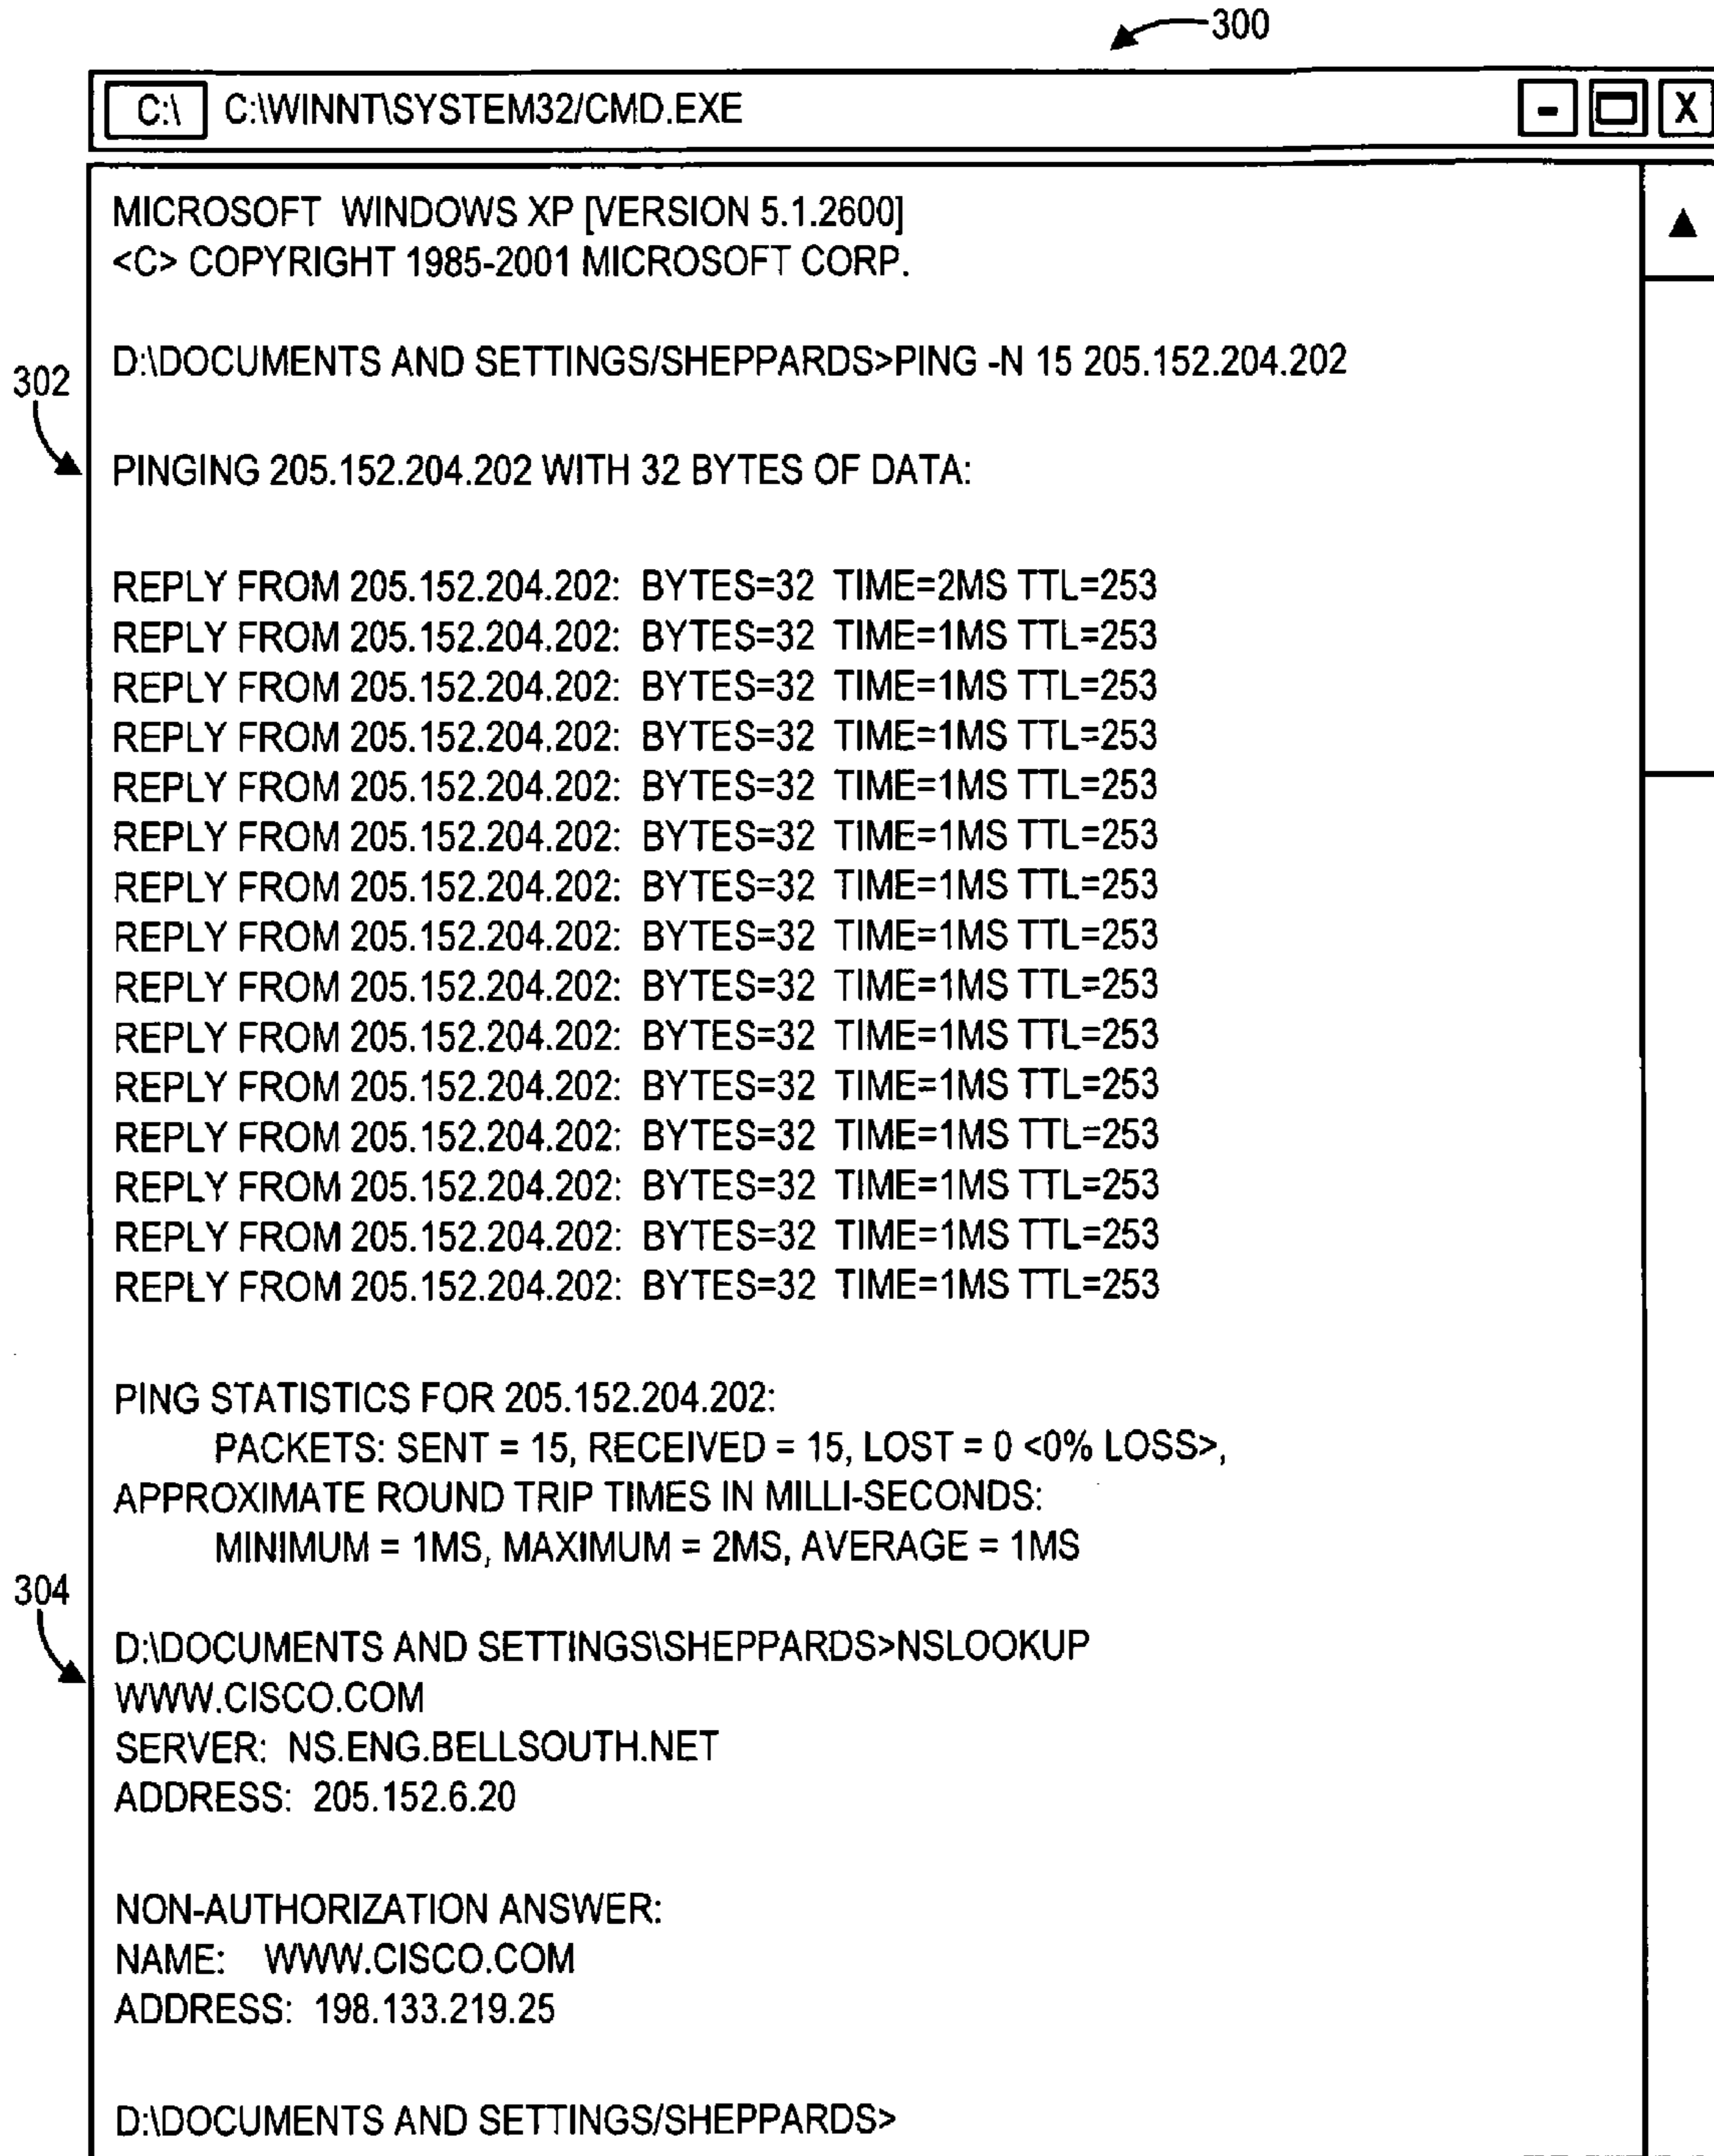 300
C:\ C:\WINNT\SYSTEM32/CMD.EXE - X
MICROSOFT WINDOWS XP [VERSION 5.1.2600]
<C> COPYRIGHT 1985-2001 MICROSOFT CORP.
D:\DOCUMENTS AND SETTINGS/SHEPPARDS>PING -N 15 205.152.204.202
302
PINGING 205.152.204.202 WITH 32 BYTES OF DATA:
REPLY FROM 205.152.204.202: BYTES=32 TIME=2MS TTL=253
REPLY FROM 205.152.204.202: BYTES=32 TIME=1MS TTL=253
REPLY FROM 205.152.204.202: BYTES=32 TIME=1MS TTL=253
REPLY FROM 205.152.204.202: BYTES=32 TIME=1MS TTL=253
REPLY FROM 205.152.204.202: BYTES=32 TIME=1MS TTL=253
REPLY FROM 205.152.204.202: BYTES=32 TIME=1MS TTL=253
REPLY FROM 205.152.204.202: BYTES=32 TIME=1MS TTL=253
REPLY FROM 205.152.204.202: BYTES=32 TIME=1MS TTL=253
REPLY FROM 205.152.204.202: BYTES=32 TIME=1MS TTL=253
REPLY FROM 205.152.204.202: BYTES=32 TIME=1MS TTL=253
REPLY FROM 205.152.204.202: BYTES=32 TIME=1MS TTL=253
REPLY FROM 205.152.204.202: BYTES=32 TIME=1MS TTL=253
REPLY FROM 205.152.204.202: BYTES=32 TIME=1MS TTL=253
REPLY FROM 205.152.204.202: BYTES=32 TIME=1MS TTL=253
REPLY FROM 205.152.204.202: BYTES=32 TIME=1MS TTL=253
PING STATISTICS FOR 205.152.204.202:
PACKETS: SENT = 15, RECEIVED = 15, LOST = 0 <0% LOSS>,
APPROXIMATE ROUND TRIP TIMES IN MILLI-SECONDS:
MINIMUM = 1MS, MAXIMUM = 2MS, AVERAGE = 1MS
304
D:\DOCUMENTS AND SETTINGS\SHEPPARDS>NSLOOKUP
WWW.CISCO.COM
SERVER: NS.ENG.BELLSOUTH.NET
ADDRESS: 205.152.6.20
NON-AUTHORIZATION ANSWER:
NAME: WWW.CISCO.COM
ADDRESS: 198.133.219.25
D:\DOCUMENTS AND SETTINGS/SHEPPARDS>